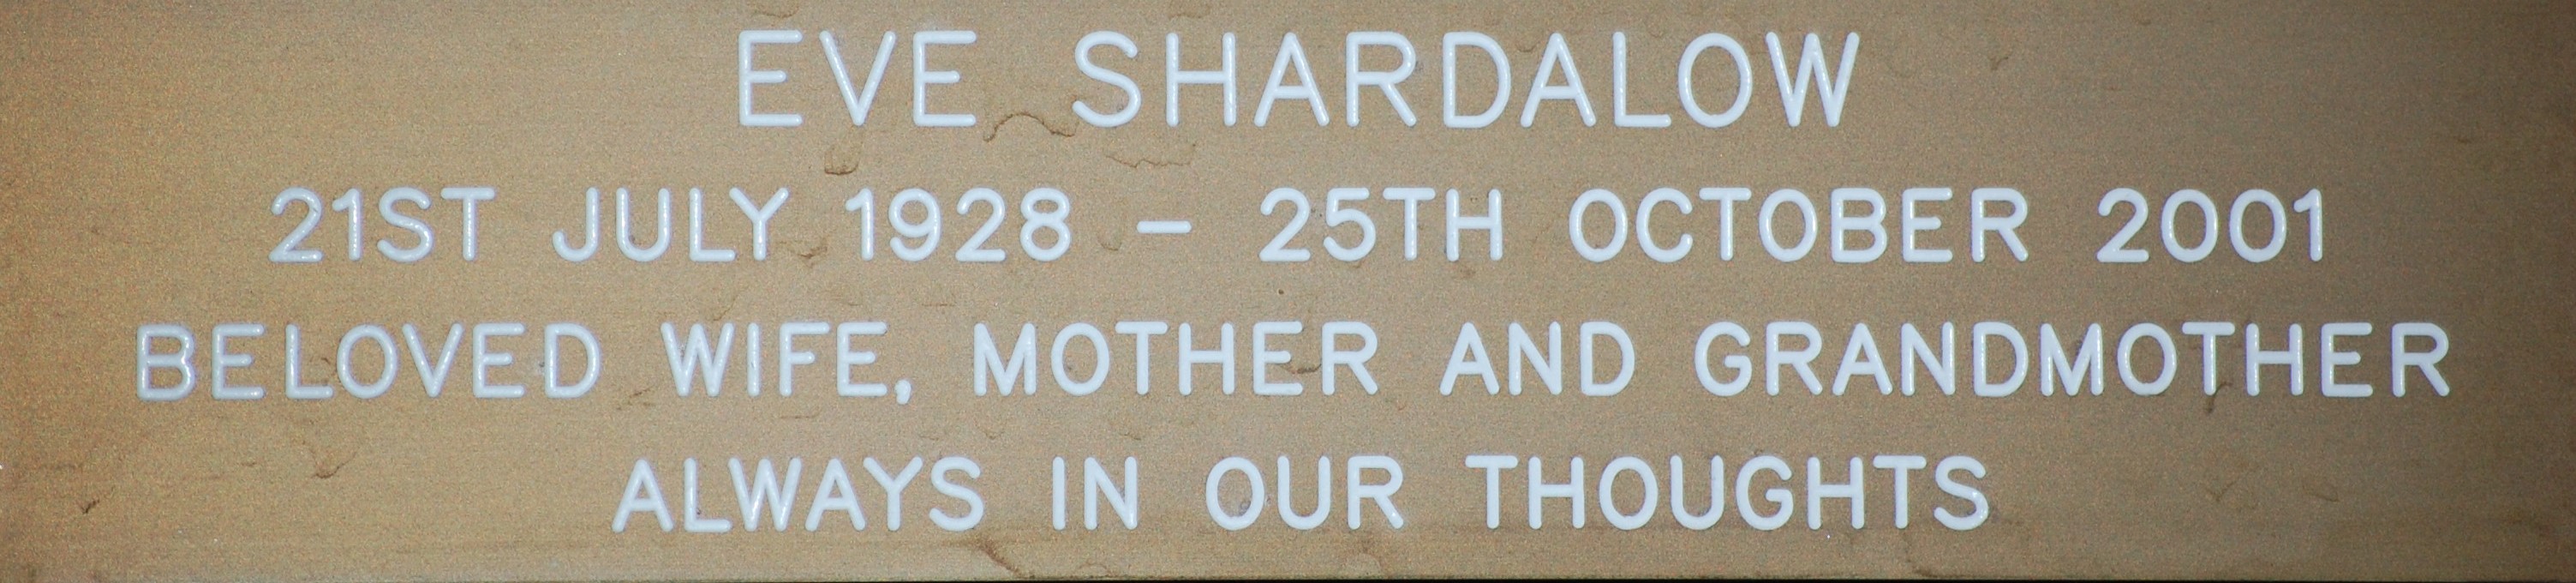 EVE SHARDALOW
21ST JULY 1928 - 25TH OCTOBER 2001
BELOVED WIFE, MOTHER AND GRANDMOTHER
ALWAYS IN OUR THOUGHTS